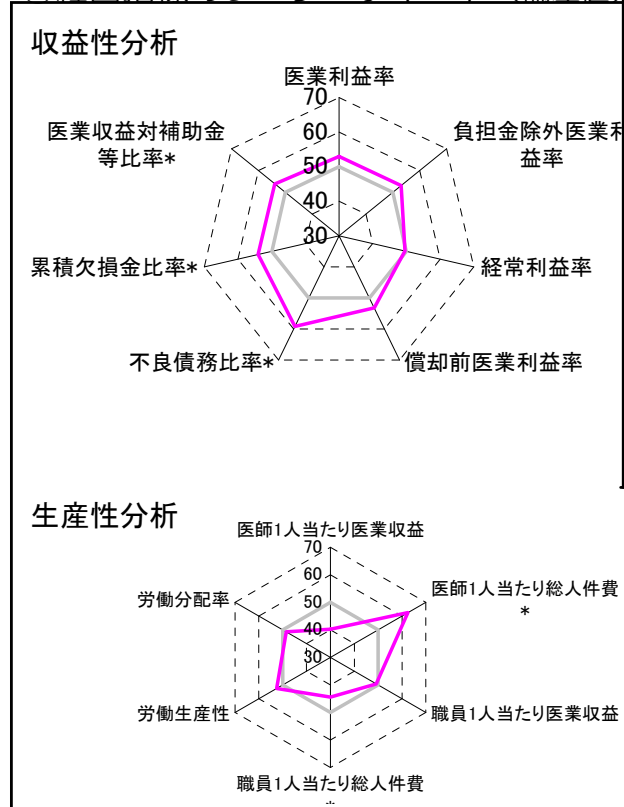 収益性分析
医業利益率
70
60
50
40
30
医業収益対補助金
等比率*
負担金除外医業利
益率
累積欠損金比率*
経常利益率
不良債務比率*
償却前医業利益率
生産性分析
医師1人当たり医業収益
70
60
50
40
30
労働分配率
医師1人当たり総人件費
*
労働生産性
職員1人当たり医業収益
職員1人当たり総人件費
*